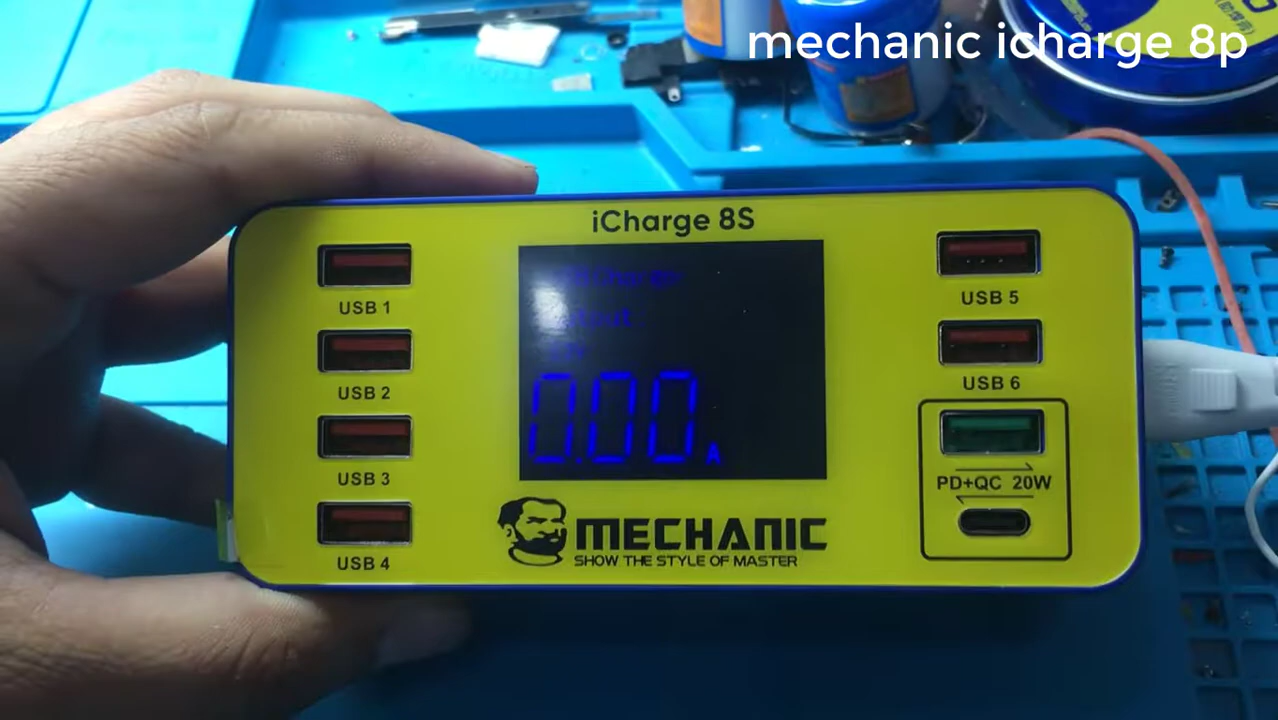 mechanic icharge 8p
iCharge 8S
USB 1
USB 2
USB 3
USB 4
0.00A
MECHANIC
SHOW THE STYLE OF MASTER
USB 5
USB 6
PD+QC 20W